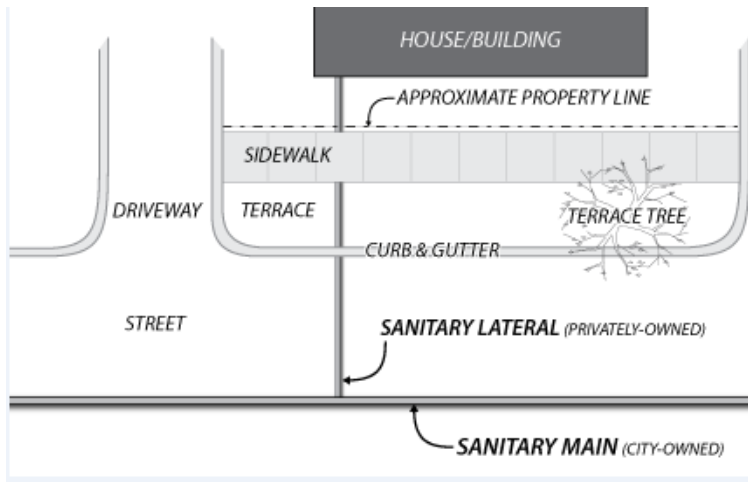 HOUSE/BUILDING
APPROXIMATE PROPERTY LINE
SIDEWALK
DRIVEWAY
TERRACE
TERRACE TREE
CURB & GUTTER
STREET
SANITARY LATERAL (PRIVATELY-OWNED)
SANITARY MAIN (CITY-OWNED)